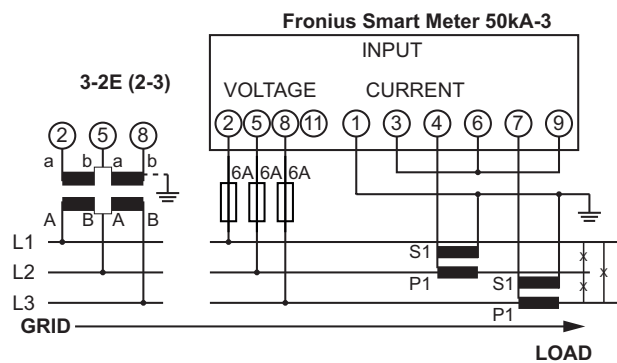 Fronius Smart Meter 50kA-3
INPUT
3-2E (2-3)
VOLTAGE CURRENT
2 5 8 2 5 8 11 1 3 4 6 7 9
a b a b
6A 6A 6A
A B A B
L1
S1
L2
P1
S1
L3
P1
GRID
LOAD
x
x
x